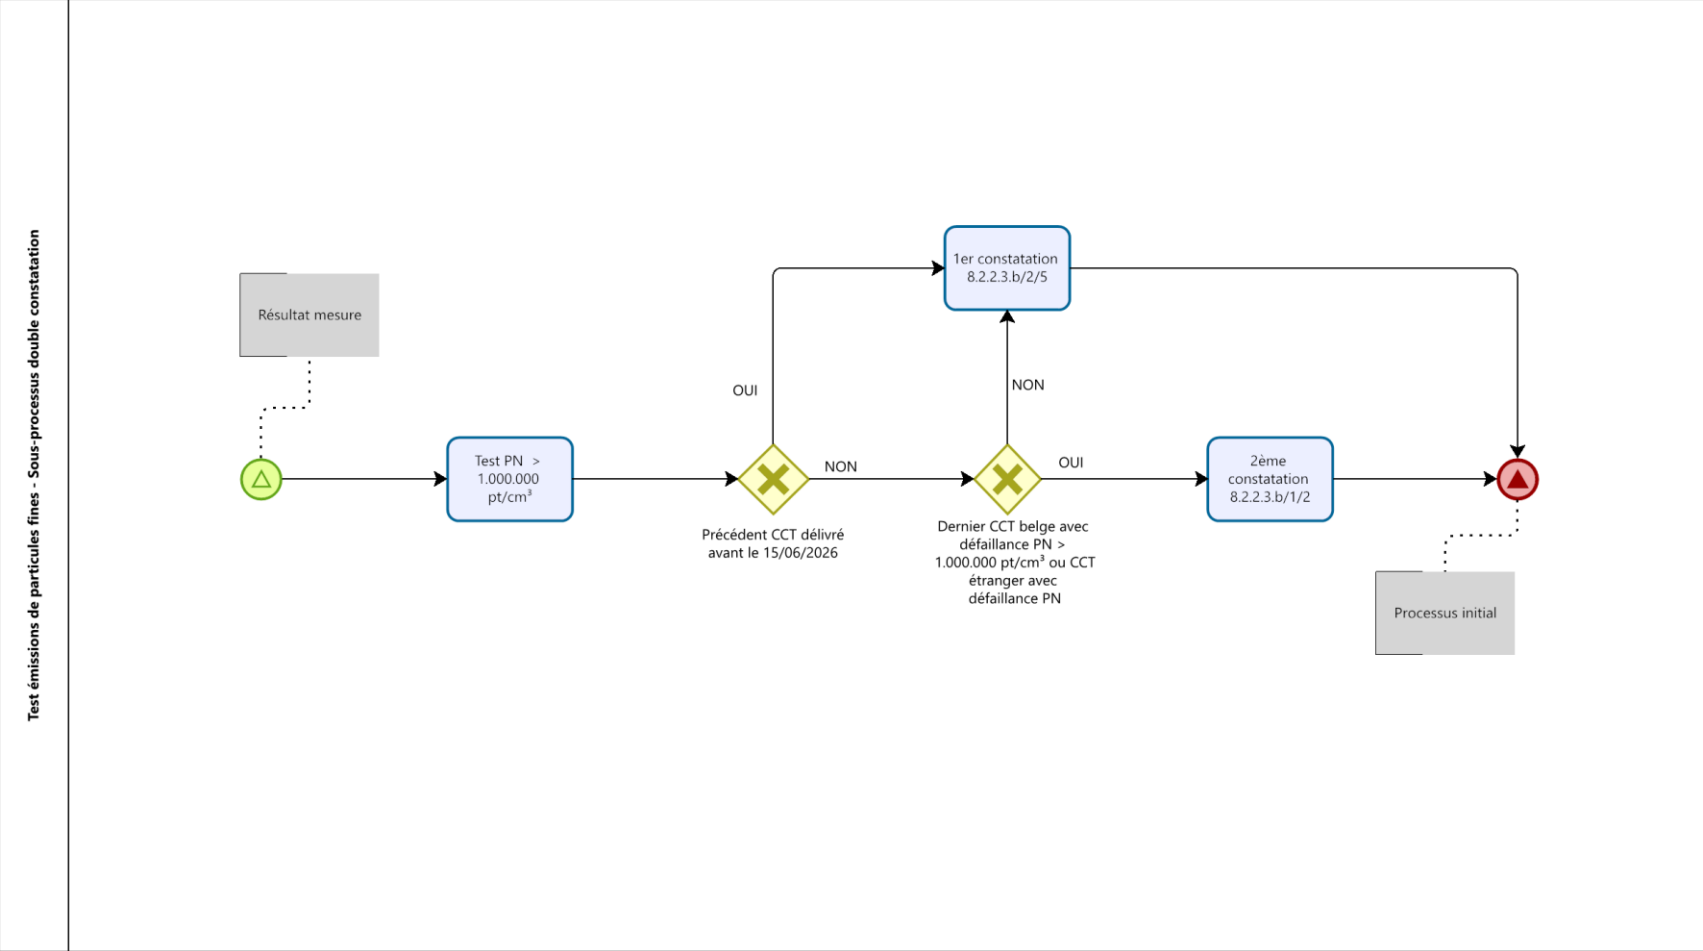 Test émissions de particules fines - Sous-processus double constatation
Résultat mesure
Test PN >
1.000.000
pt/cm³
OUI
Précédent CCT délivré
avant le 15/06/2026
NON
1er constatation
8.2.2.3.b/2/5
NON
Dernier CCT belge avec
défaillance PN >
1.000.000 pt/cm³ ou CCT
étranger avec
défaillance PN
OUI
2ème
constatation
8.2.2.3.b/1/2
Processus initial